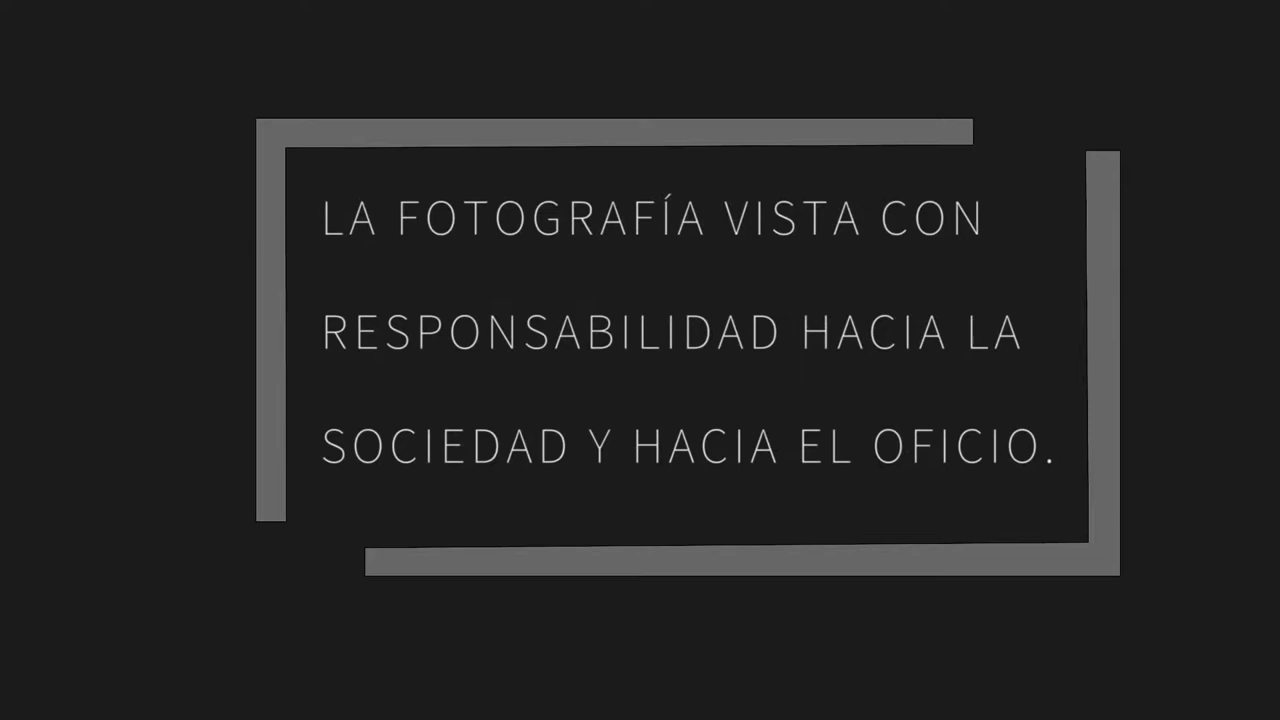 LA FOTOGRAFÍA VISTA CON
RESPONSABILIDAD HACIA LA
SOCIEDAD Y HACIA EL OFICIO.